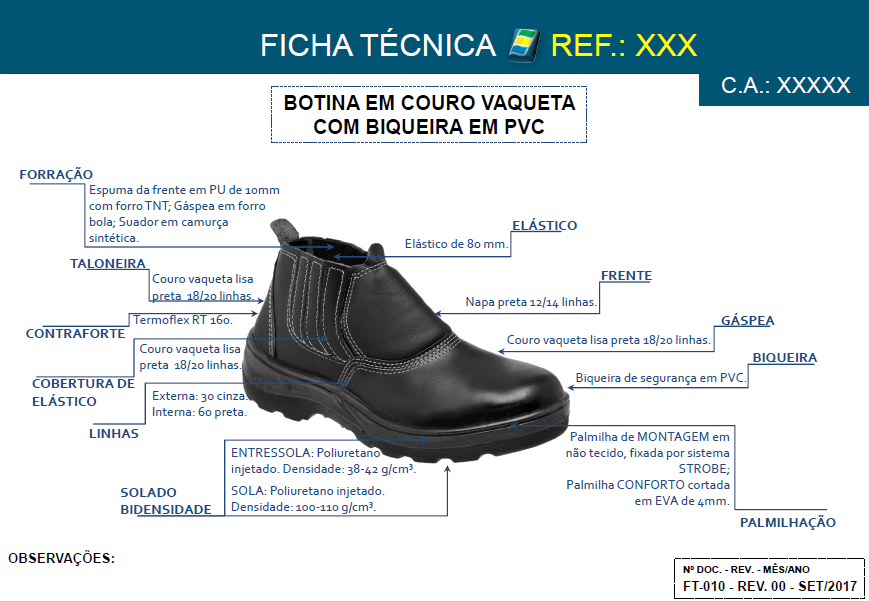 FICHA TÉCNICA REF.: XXX
C.A.: XXXXX
BOTINA EM COURO VAQUETA
COM BIQUEIRA EM PVC
FORRAÇÃO
Espuma da frente em PU de 10mm
com forro TNT; Gáspea em forro
bola; Suador em camurça
sintética.
ELÁSTICO
Elástico de 80 mm.
TALONEIRA
Couro vaqueta lisa
preta 18/20 linhas.
FRENTE
Napa preta 12/14 linhas.
CONTRAFORTE
Termoflex RT 160.
GÁSPEA
Couro vaqueta lisa preta 18/20 linhas.
COBERTURA DE
ELÁSTICO
Couro vaqueta lisa
preta 18/20 linhas.
BIQUEIRA
Biqueira de segurança em PVC.
LINHAS
Externa: 30 cinza.
Interna: 60 preta.
SOLADO
BIDENSIDADE
ENTRESSOLA: Poliuretano
injetado. Densidade: 38-42 g/cm³.
SOLA: Poliuretano injetado.
Densidade: 100-110 g/cm³.
Palmilha de MONTAGEM em
não tecido, fixada por sistema
STROBE;
Palmilha CONFORTO cortada
em EVA de 4mm.
PALMILHAÇÃO
OBSERVAÇÕES:
Nº DOC. - REV. - MÊS/ANO
FT-010 - REV. 00 - SET/2017